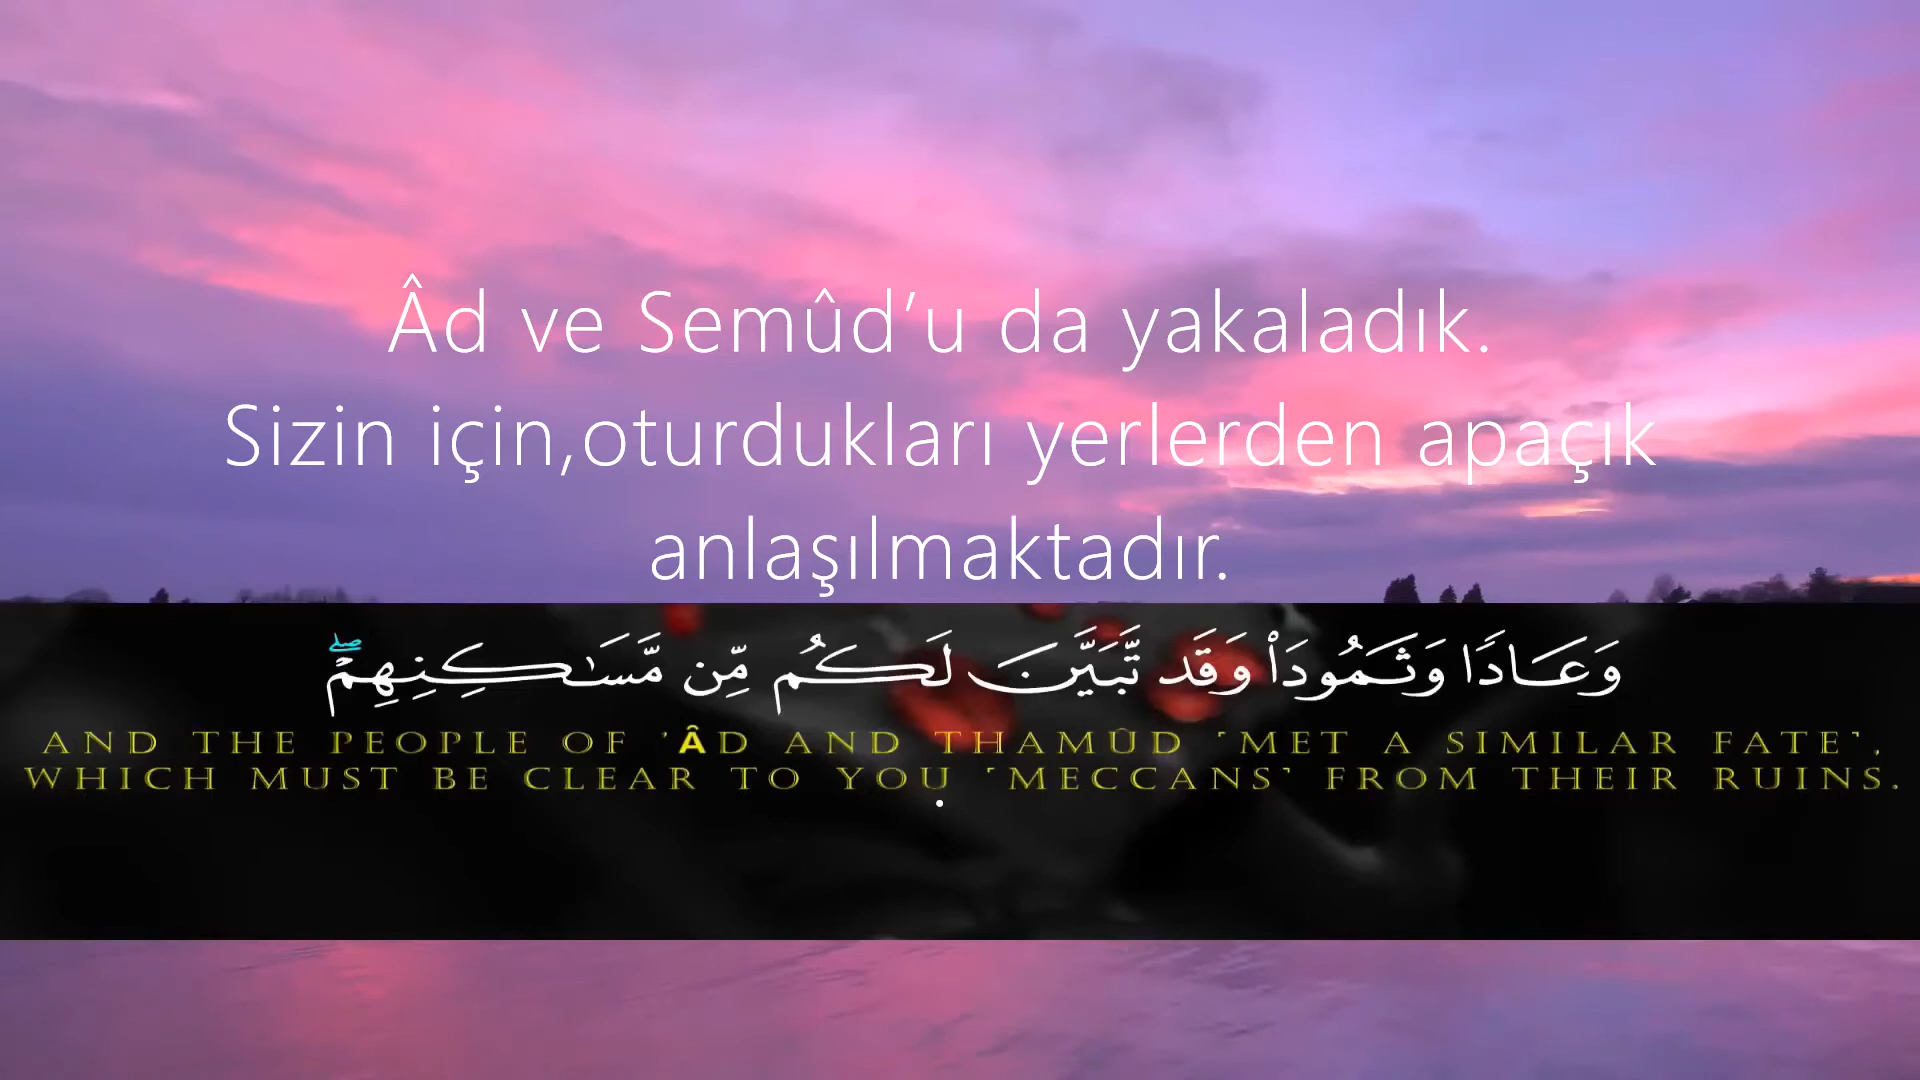 Âd ve Semûd’u da yakaladık.
Sizin için,oturdukları yerlerden apaçık
anlaşılmaktadır.
وَعَادًا وَثَمُودَا۟ وَقَد تَّبَيَّنَ لَكُم مِّن مَّسَـٰكِنِهِمْ ۖ
AND THE PEOPLE OF ’ÂD AND THAMÛD ˹MET A SIMILAR FATE˺,
WHICH MUST BE CLEAR TO YOU ˹MECCANS˺ FROM THEIR RUINS.
.